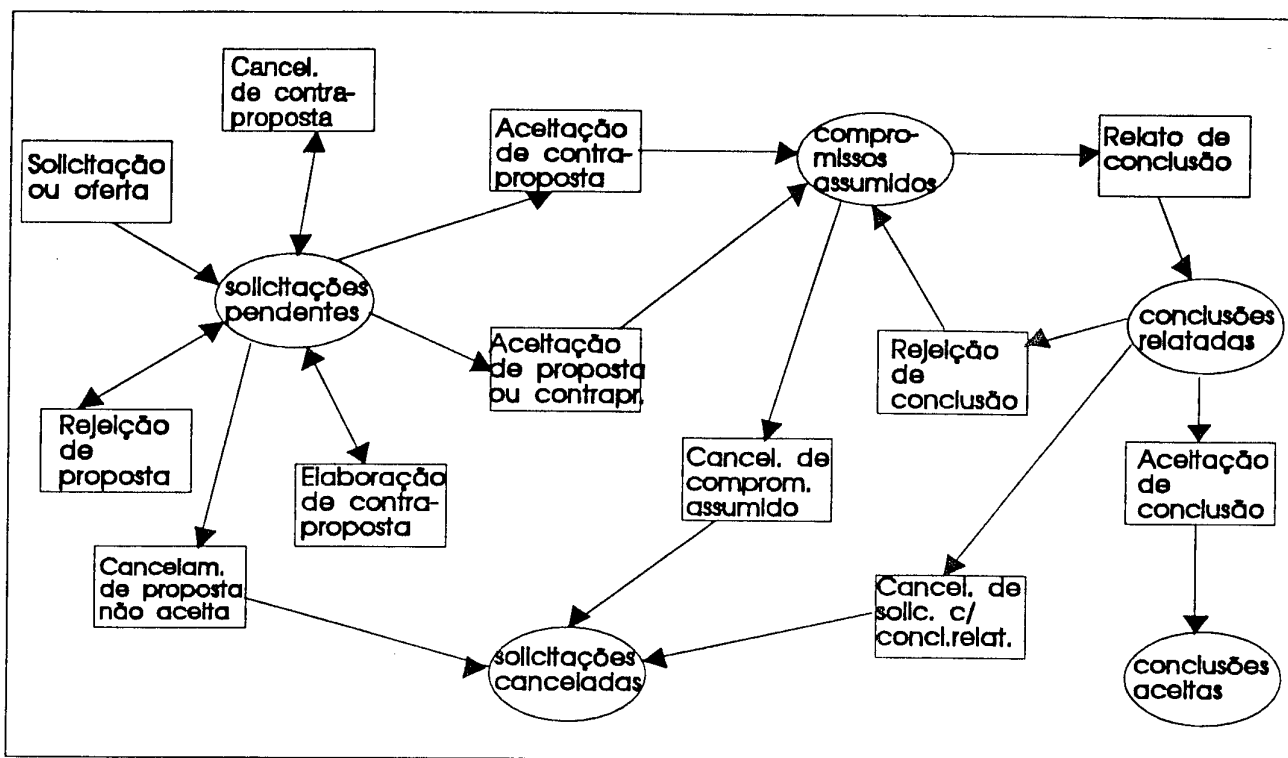 Cancel.
de contra-
proposta
Solicitação
ou oferta
Aceitação
de contra-
proposta
compro-
missos
assumidos
Relato de
conclusão
solicitações
pendentes
Aceitação
de proposta
ou contrapr.
Rejeição
de
conclusão
conclusões
relatadas
Rejeição
de
proposta
Elaboração
de contra-
proposta
Cancel. de
comprom.
assumido
Aceitação
de
conclusão
Cancelam.
de proposta
não aceita
solicitações
canceladas
Cancel. de
solic. c/
concl.relat.
conclusões
aceitas